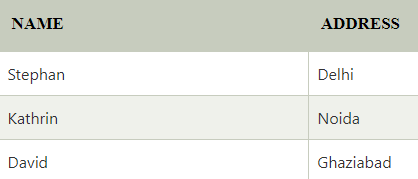 NAME ADDRESS
Stephan Delhi
Kathrin Noida
David Ghaziabad